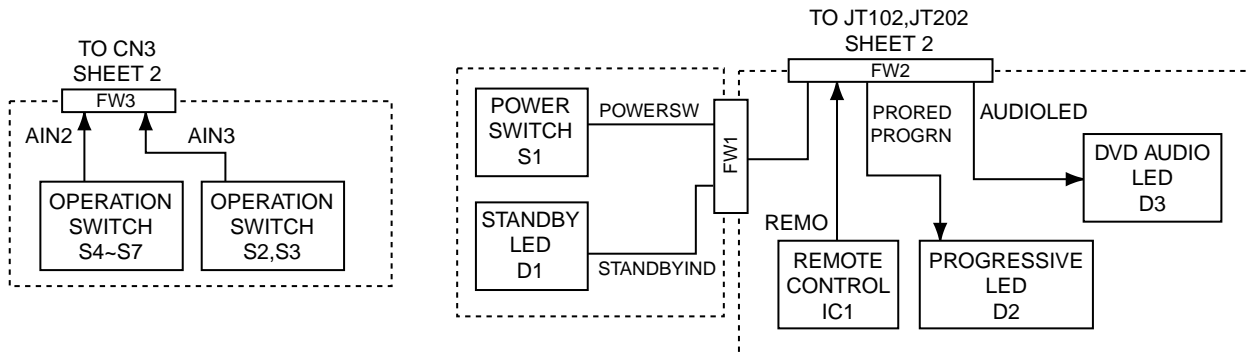 TO CN3
SHEET 2
FW3
AIN2
AIN3
OPERATION
SWITCH
S4~S7
OPERATION
SWITCH
S2,S3
TO JT102,JT202
SHEET 2
FW2
POWER
SWITCH
S1
POWERSW
FW1
STANDBY
LED
D1
STANDBYIND
PRORED
PROGRN
AUDIOLED
DVD AUDIO
LED
D3
REMO
REMOTE
CONTROL
IC1
PROGRESSIVE
LED
D2